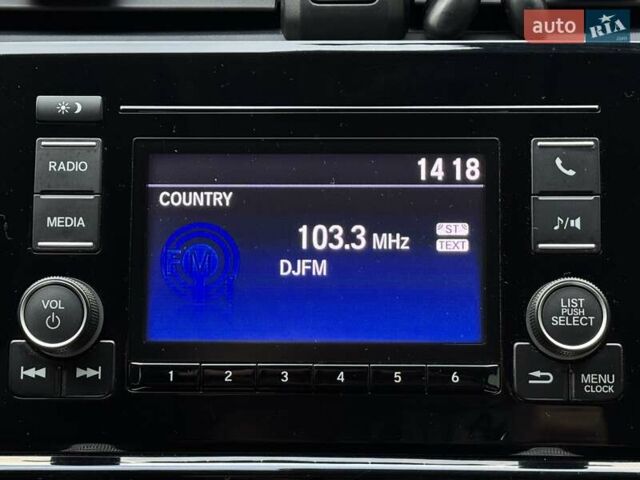 auto RIA.com
14 18
RADIO
COUNTRY
MEDIA
103.3 MHz
ST
TEXT
FM
DJFM
VOL
LIST
PUSH
SELECT
1 2 3 4 5 6
MENU
CLOCK